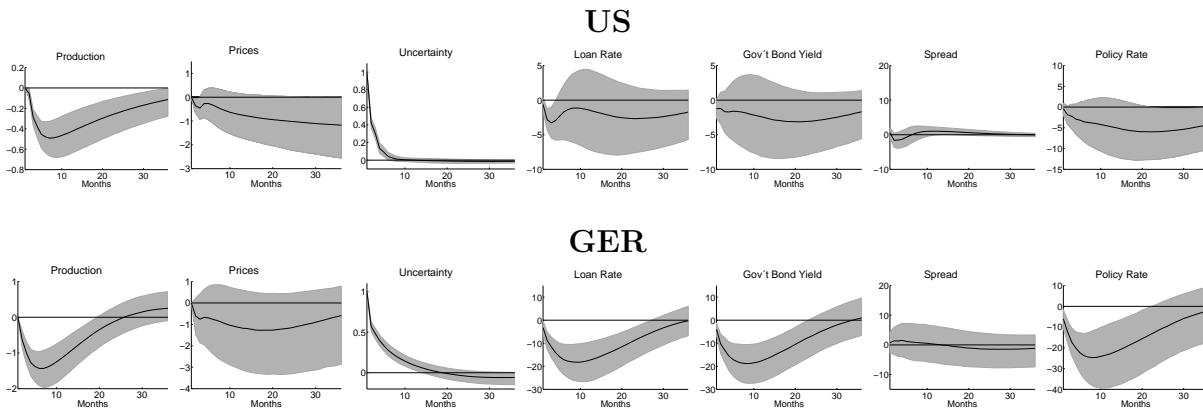 US
Production
Prices
Uncertainty
Loan Rate
Gov´t Bond Yield
Spread
Policy Rate
0.2
0
−0.2
−0.4
−0.6
−0.8
10 20 30
Months
1
0
−1
−2
−3
10 20 30
Months
1
0.8
0.6
0.4
0.2
0
10 20 30
Months
5
0
−5
−10
10 20 30
Months
5
0
−5
−10
10 20 30
Months
20
10
0
−10
10 20 30
Months
10
5
0
−5
−10
−15
10 20 30
Months
GER
Production
Prices
Uncertainty
Loan Rate
Gov´t Bond Yield
Spread
Policy Rate
1
0
−1
−2
10 20 30
Months
1
0
−1
−2
−3
−4
10 20 30
Months
1
0.5
0
10 20 30
Months
10
0
−10
−20
−30
10 20 30
Months
10
0
−10
−20
−30
10 20 30
Months
20
10
0
−10
10 20 30
Months
10
0
−10
−20
−30
−40
10 20 30
Months